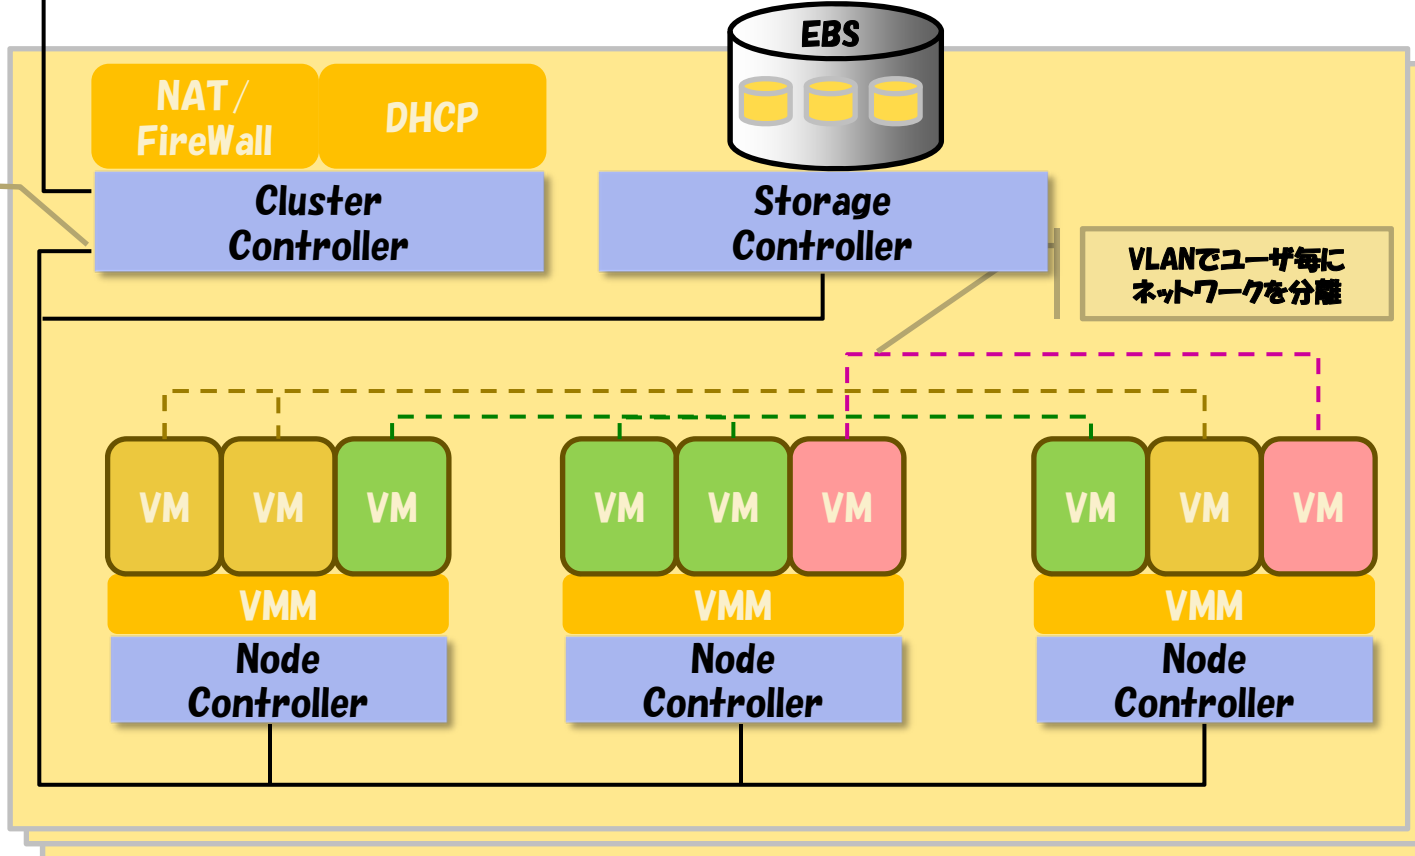 EBS
NAT/
FireWall
DHCP
Cluster
Controller
Storage
Controller
VLANでユーザ毎に
ネットワークを分離
VM
VM
VM
VM
VM
VM
VM
VM
VM
VMM
VMM
VMM
Node
Controller
Node
Controller
Node
Controller